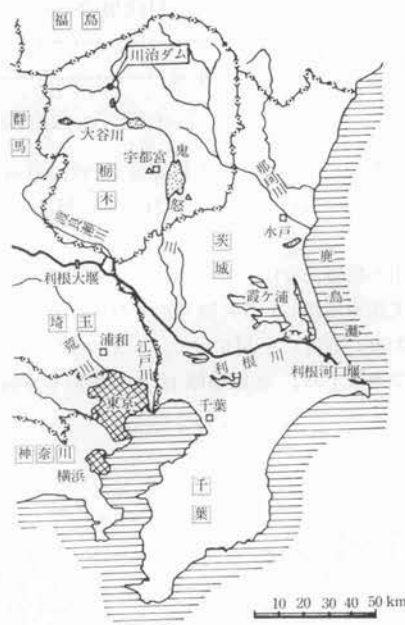 福島
川治ダム
群馬
大谷川
鬼怒川
宇都宮
栃木
那珂川
渡良瀬川
水戸
茨城
鹿島灘
利根大堰
霞ケ浦
埼玉
浦和
荒川
江戸川
利根川
利根河口堰
東京
千葉
神奈川
横浜
千葉
10 20 30 40 50 km